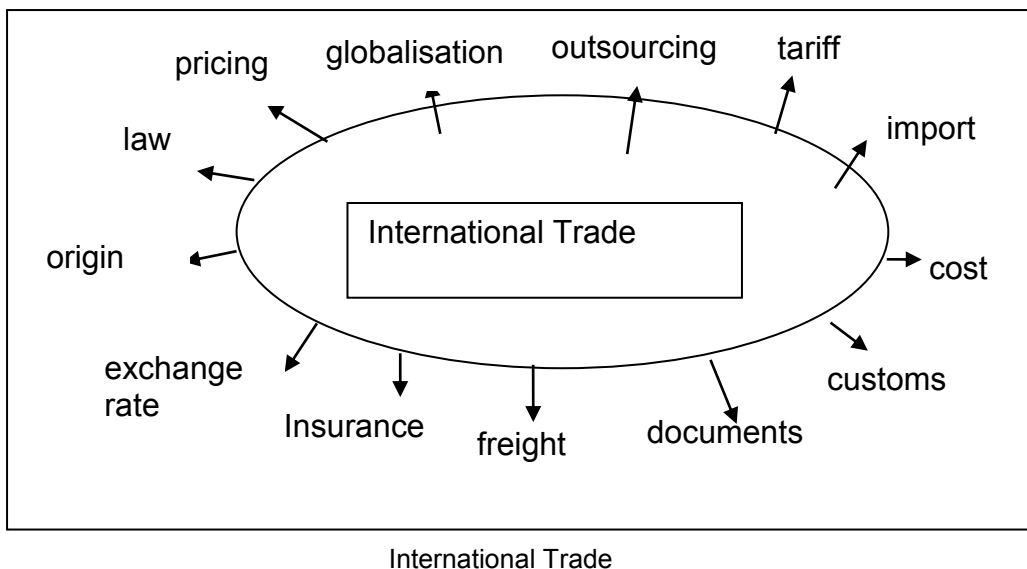 globalisation
outsourcing
tariff
pricing
import
law
International Trade
origin
cost
exchange
rate
customs
Insurance
freight
documents
International Trade